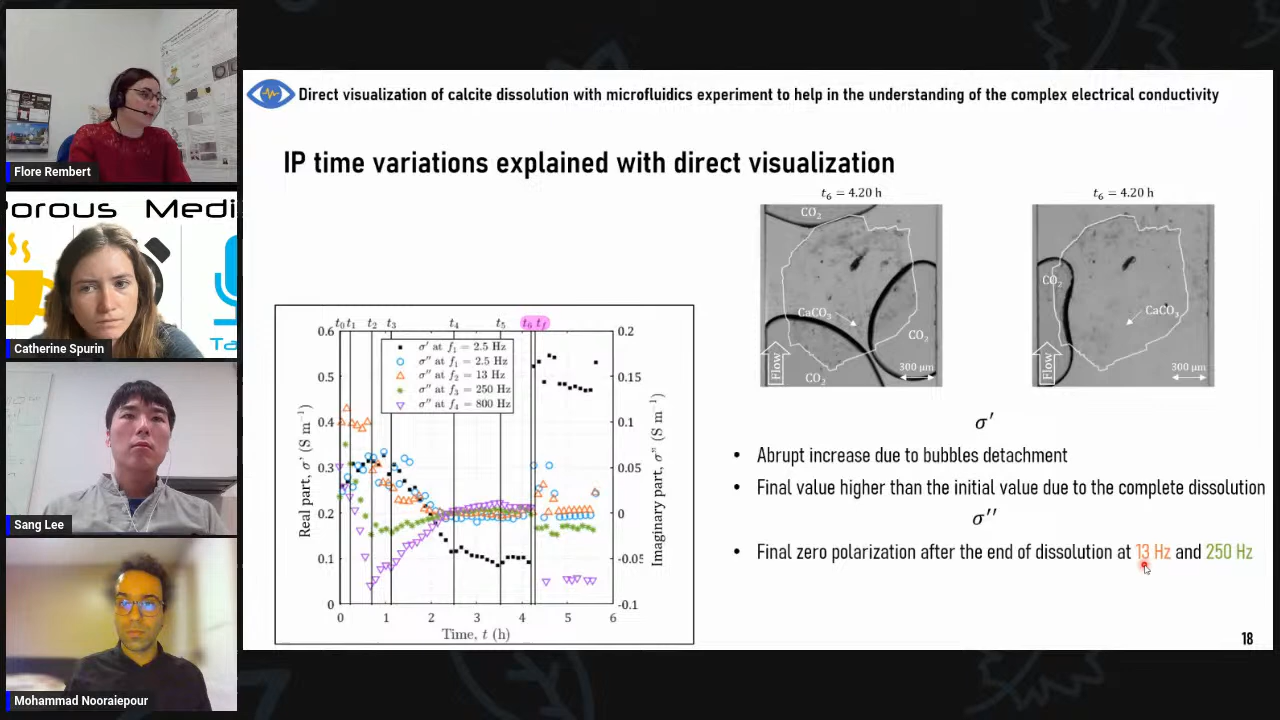 Flore Rembert
Porous Medi
Ta
Catherine Spurin
Sang Lee
Mohammad Nooraiepour
Direct visualization of calcite dissolution with microfluidics experiment to help in the understanding of the complex electrical conductivity
IP time variations explained with direct visualization
t₀ t₁ t₂ t₃ t₄ t₅ t₆ t_f
σ' at f₁ = 2.5 Hz
σ'' at f₁ = 2.5 Hz
σ'' at f₂ = 13 Hz
σ'' at f₃ = 250 Hz
σ'' at f₄ = 800 Hz
Real part, σ' (S m⁻¹)
0.6
0.5
0.4
0.3
0.2
0.1
0
0.2
0.15
0.1
0.05
0
-0.05
-0.1
Imaginary part, σ'' (S m⁻¹)
0 1 2 3 4 5 6
Time, t (h)
t₆ = 4.20 h
CO₂
CaCO₃
CO₂
Flow
CO₂
300 μm
t₆ = 4.20 h
CO₂
CaCO₃
Flow
300 μm
σ'
• Abrupt increase due to bubbles detachment
• Final value higher than the initial value due to the complete dissolution
σ''
• Final zero polarization after the end of dissolution at 13 Hz and 250 Hz
18